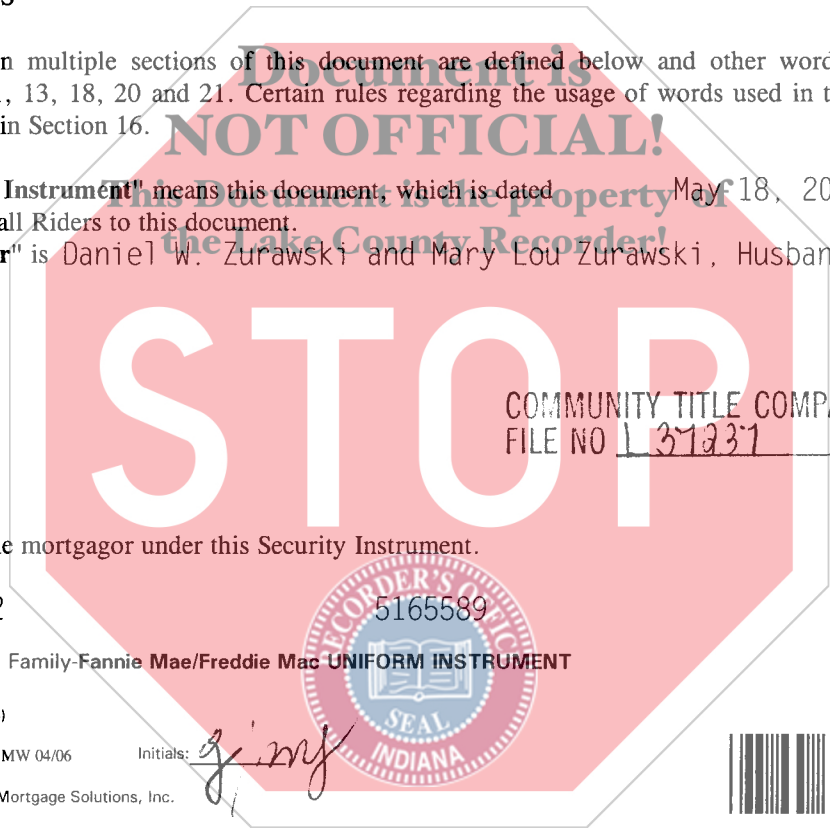 n multiple sections of this document are defined below and other word
, 13, 18, 20 and 21. Certain rules regarding the usage of words used in t
in Section 16.
Document is
NOT OFFICIAL!
This Document is the property of
the Lake County Recorder!
Instrument" means this document, which is dated May 18, 20
all Riders to this document.
r" is Daniel W. Zurawski and Mary Lou Zurawski, Husban
STOP
COMMUNITY TITLE COMPA
FILE NO L 37237
e mortgagor under this Security Instrument.
2
5165589
RECORDER'S OFFICE
SEAL
INDIANA
Family-Fannie Mae/Freddie Mac UNIFORM INSTRUMENT
)
MW 04/06
Initials:
Mortgage Solutions, Inc.